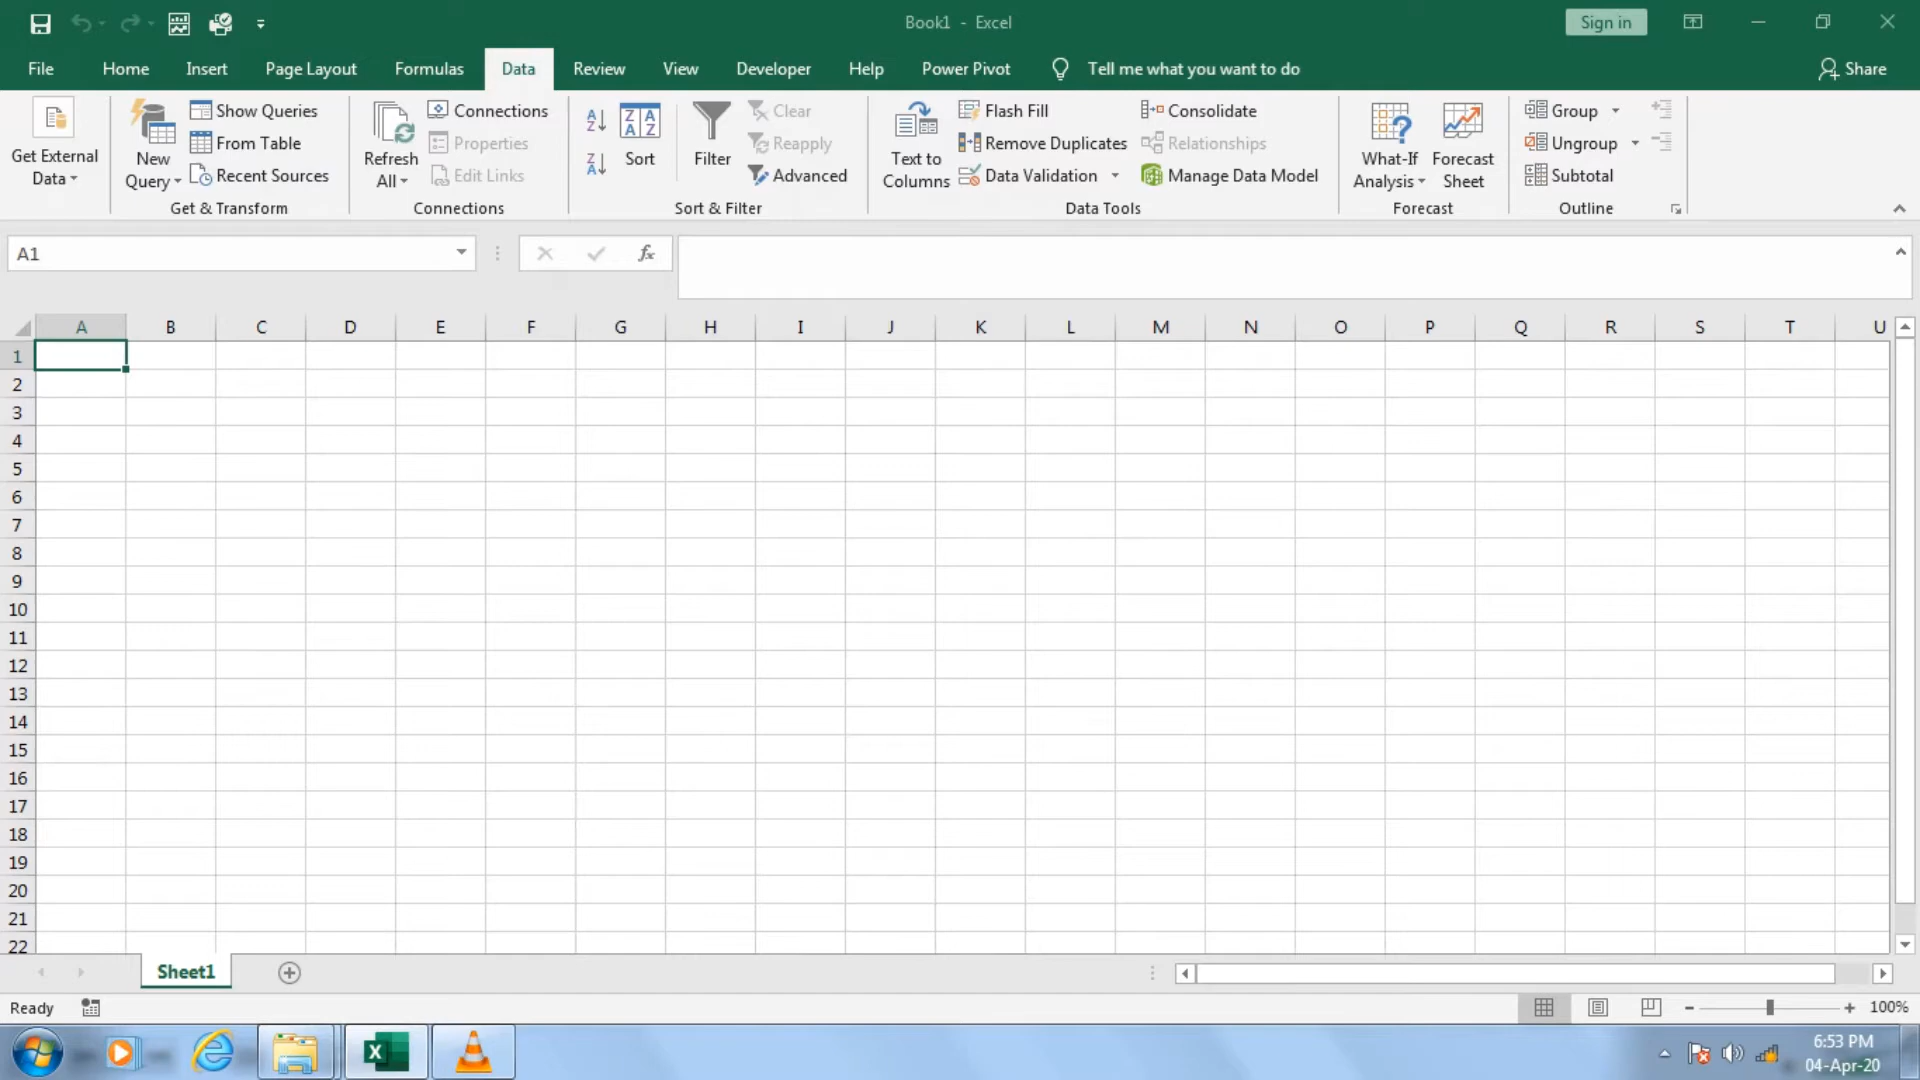 Book1 - Excel
Sign in
File Home Insert Page Layout Formulas Data Review View Developer Help Power Pivot Tell me what you want to do Share
Get External Data
New Query
Show Queries
From Table
Recent Sources
Get & Transform
Refresh All
Connections
Properties
Edit Links
Connections
Sort
Filter
Clear
Reapply
Advanced
Sort & Filter
Text to Columns
Flash Fill
Remove Duplicates
Data Validation
Consolidate
Relationships
Manage Data Model
Data Tools
What-If Analysis
Forecast Sheet
Forecast
Group
Ungroup
Subtotal
Outline
A1
fx
A B C D E F G H I J K L M N O P Q R S T U
1
2
3
4
5
6
7
8
9
10
11
12
13
14
15
16
17
18
19
20
21
22
Sheet1
Ready
100%
6:53 PM
04-Apr-20